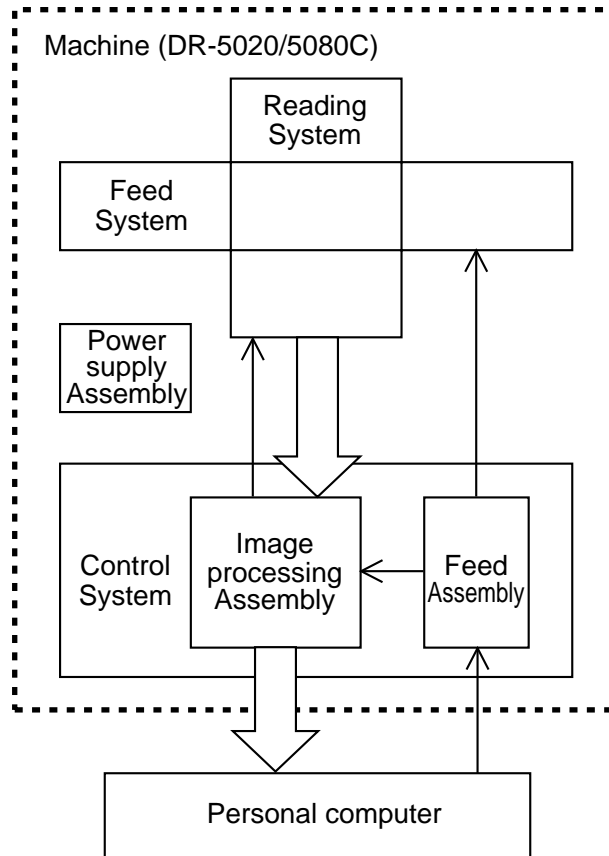 Machine (DR-5020/5080C)
Reading
System
Feed
System
Power
supply
Assembly
Control
System
Image
processing
Assembly
Feed
Assembly
Personal computer